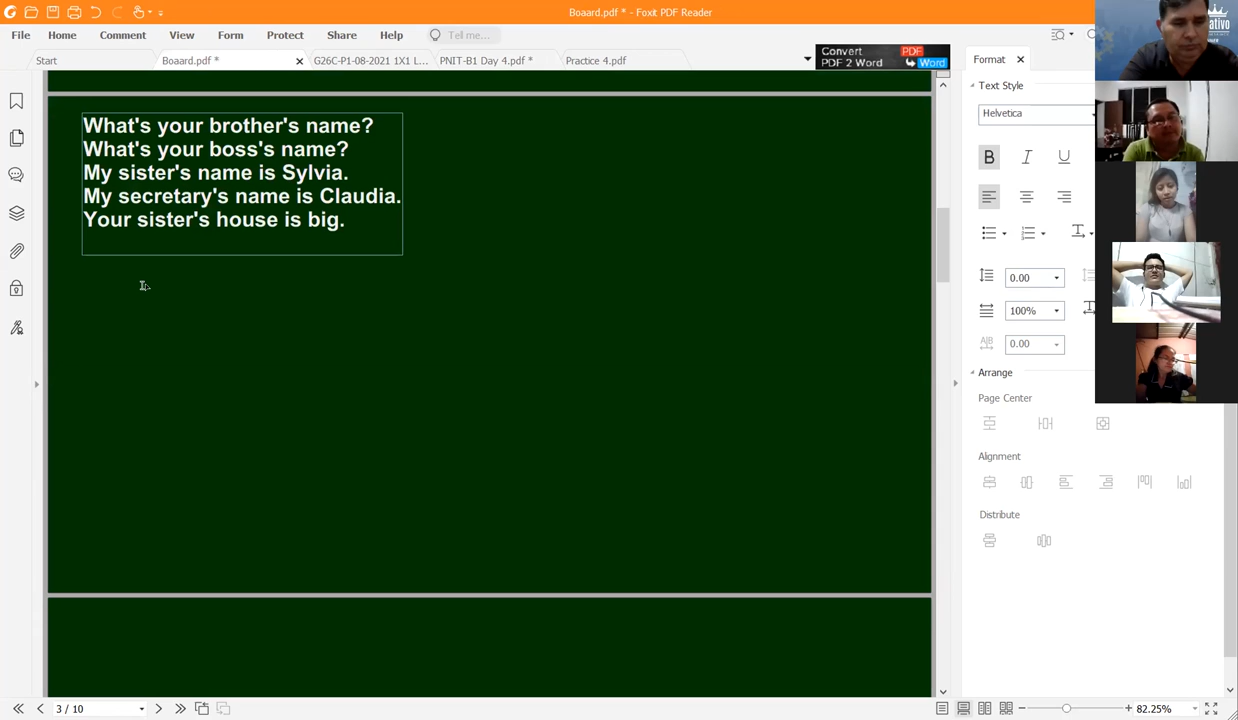 Boaard.pdf * - Foxit PDF Reader
File Home Comment View Form Protect Share Help Tell me...
Start Boaard.pdf * G26C-P1-08-2021 1X1 L... PNIT-B1 Day 4.pdf * Practice 4.pdf
Convert PDF
PDF 2 Word Word
What's your brother's name?
What's your boss's name?
My sister's name is Sylvia.
My secretary's name is Claudia.
Your sister's house is big.
Format
Text Style
Helvetica
B I U
0.00
100%
0.00
Arrange
Page Center
Alignment
Distribute
3 / 10
82.25%